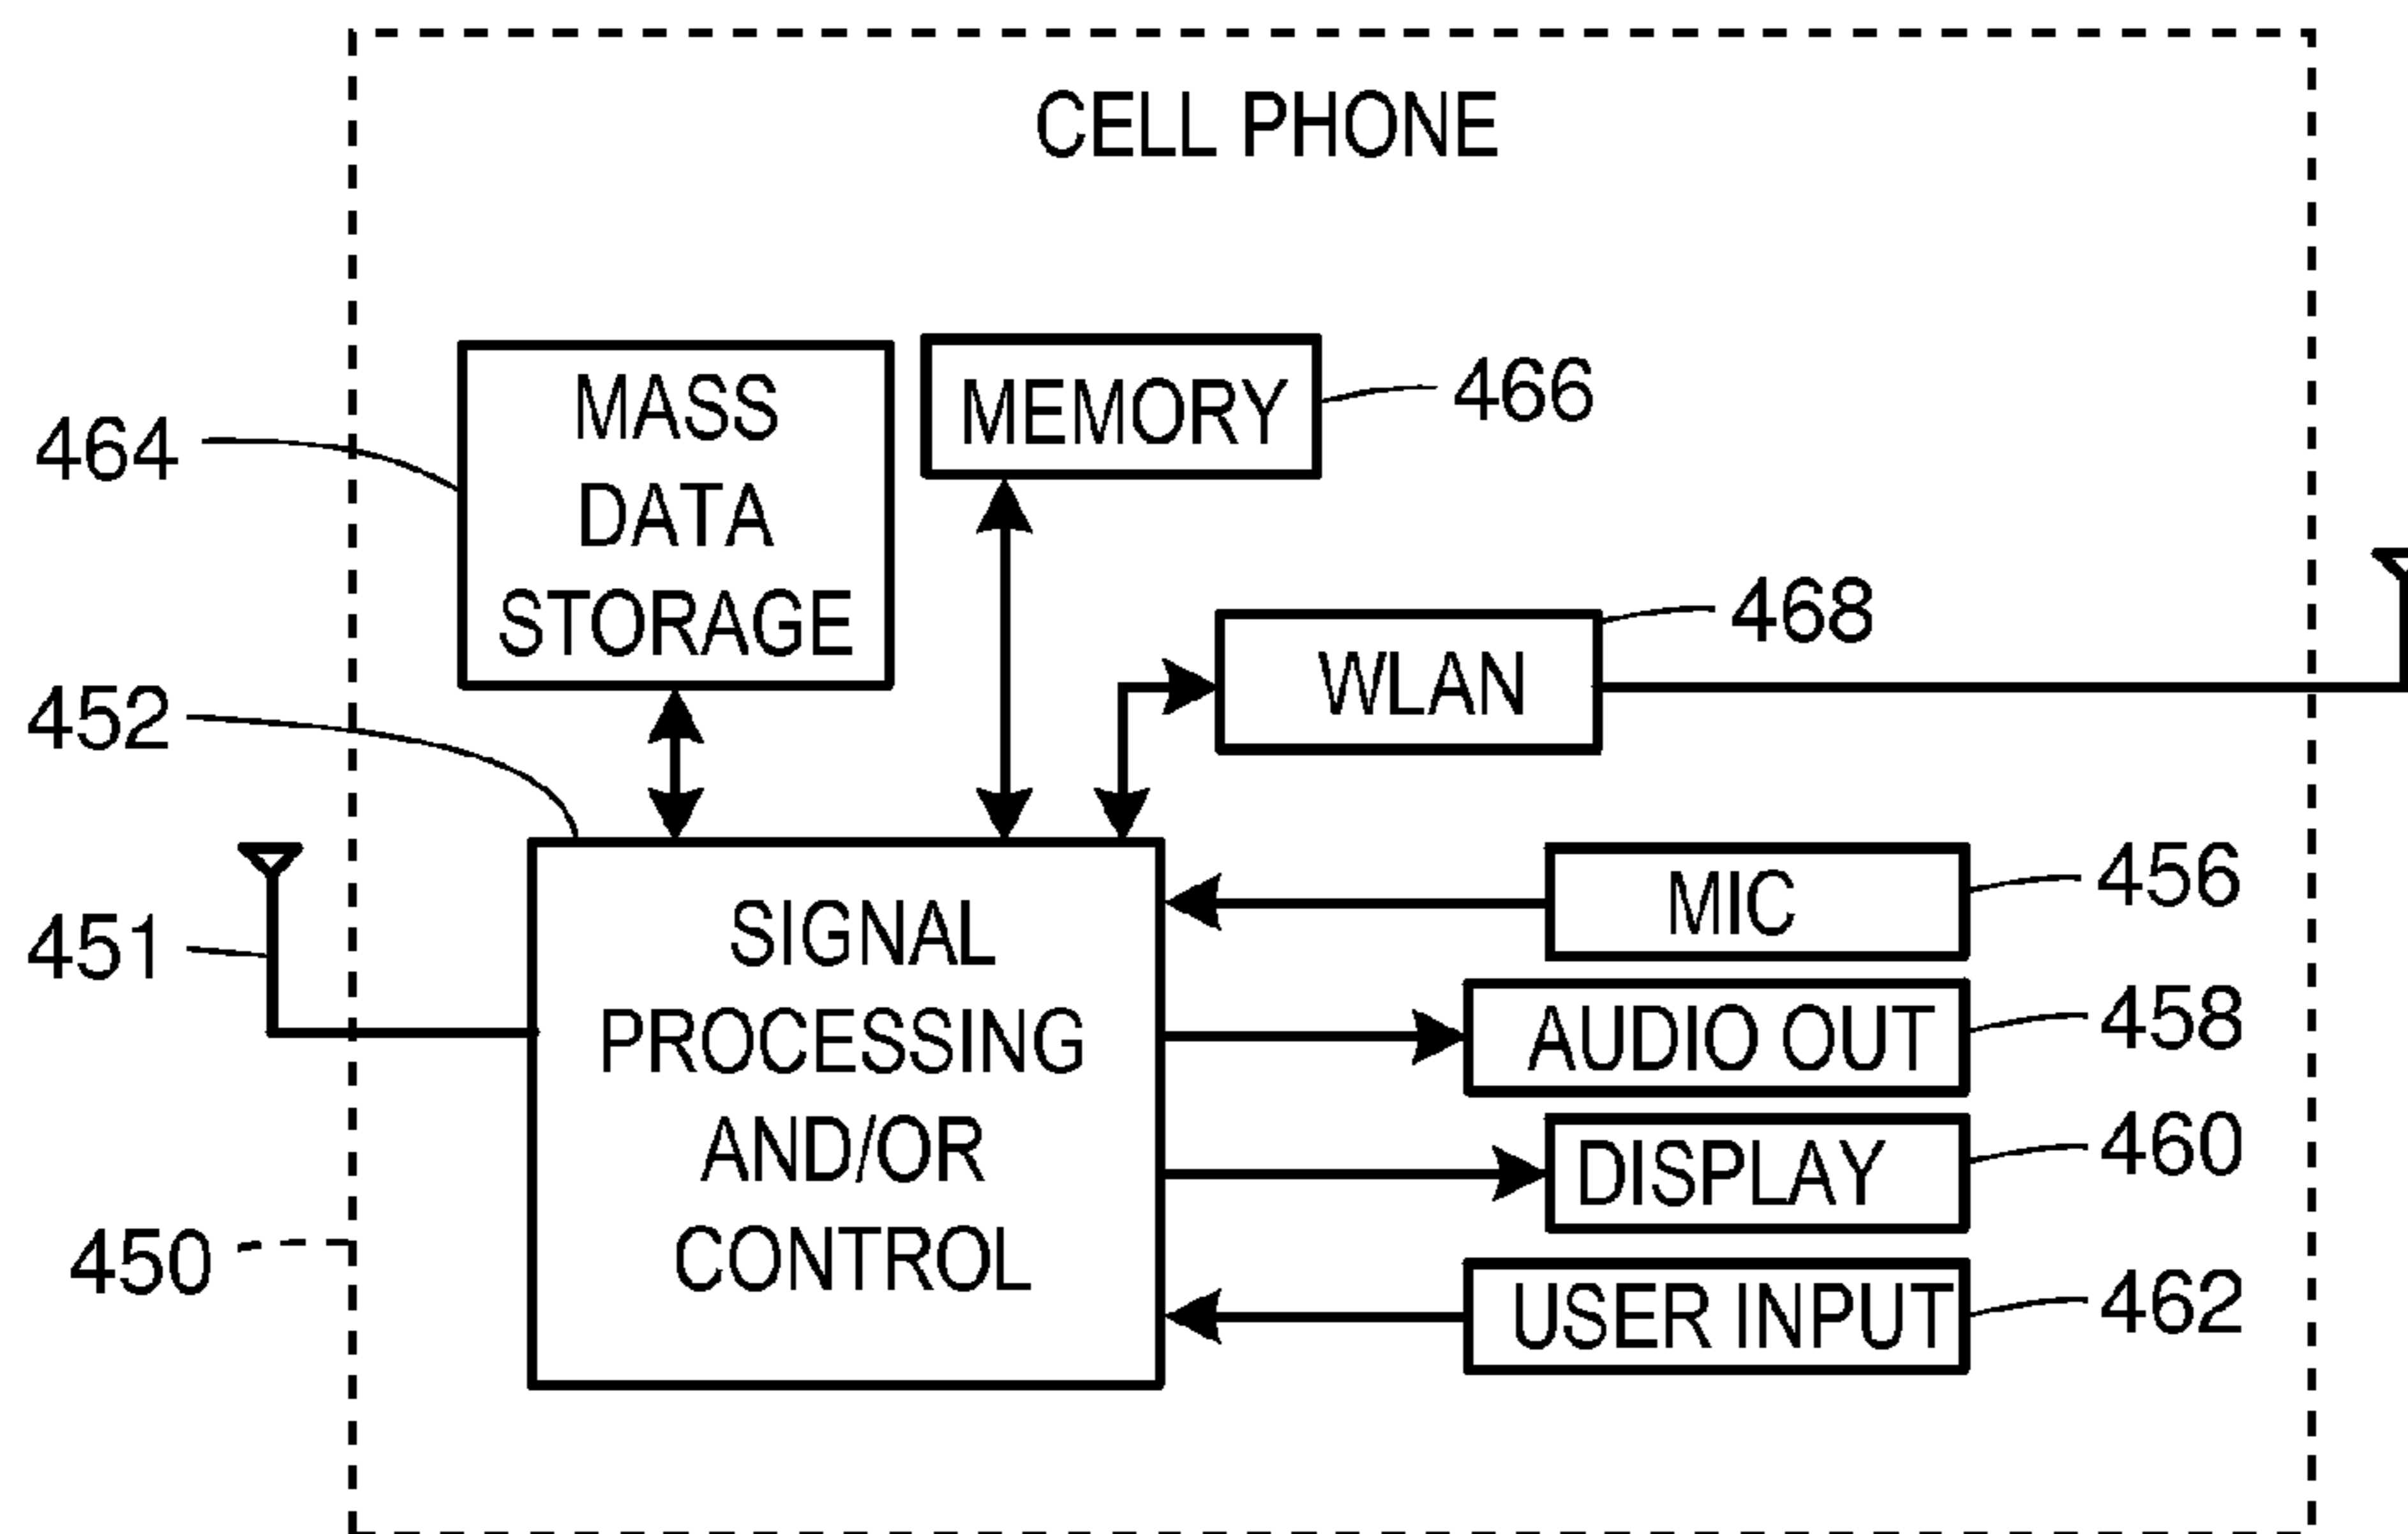 CELL PHONE
MASS
DATA
STORAGE
464
MEMORY
466
WLAN
468
452
451
450
SIGNAL
PROCESSING
AND/OR
CONTROL
MIC
456
AUDIO OUT
458
DISPLAY
460
USER INPUT
462